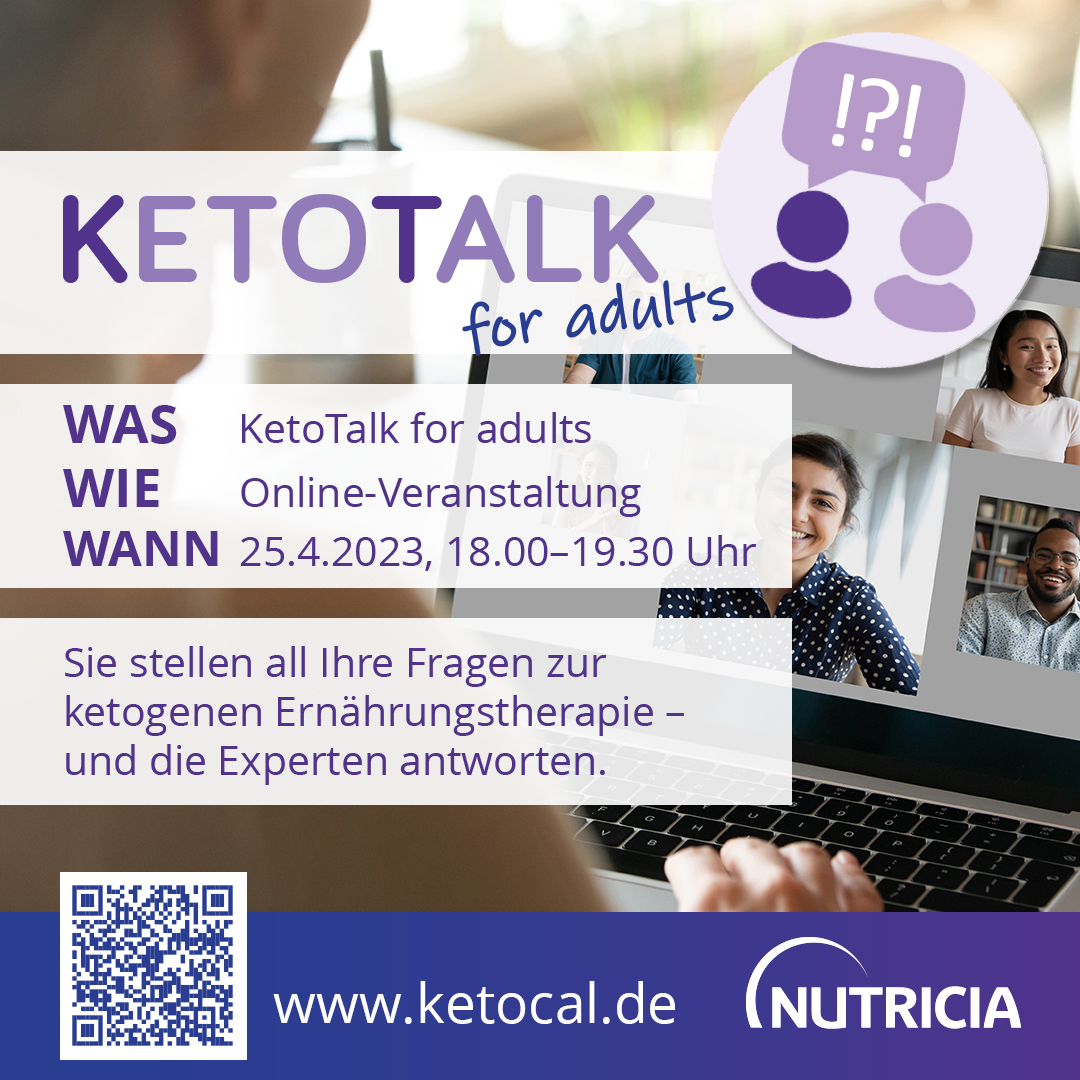 !?!
KETOTALK
for adults
WAS KetoTalk for adults
WIE Online-Veranstaltung
WANN 25.4.2023, 18.00–19.30 Uhr
Sie stellen all Ihre Fragen zur
ketogenen Ernährungstherapie –
und die Experten antworten.
www.ketocal.de
NUTRICIA